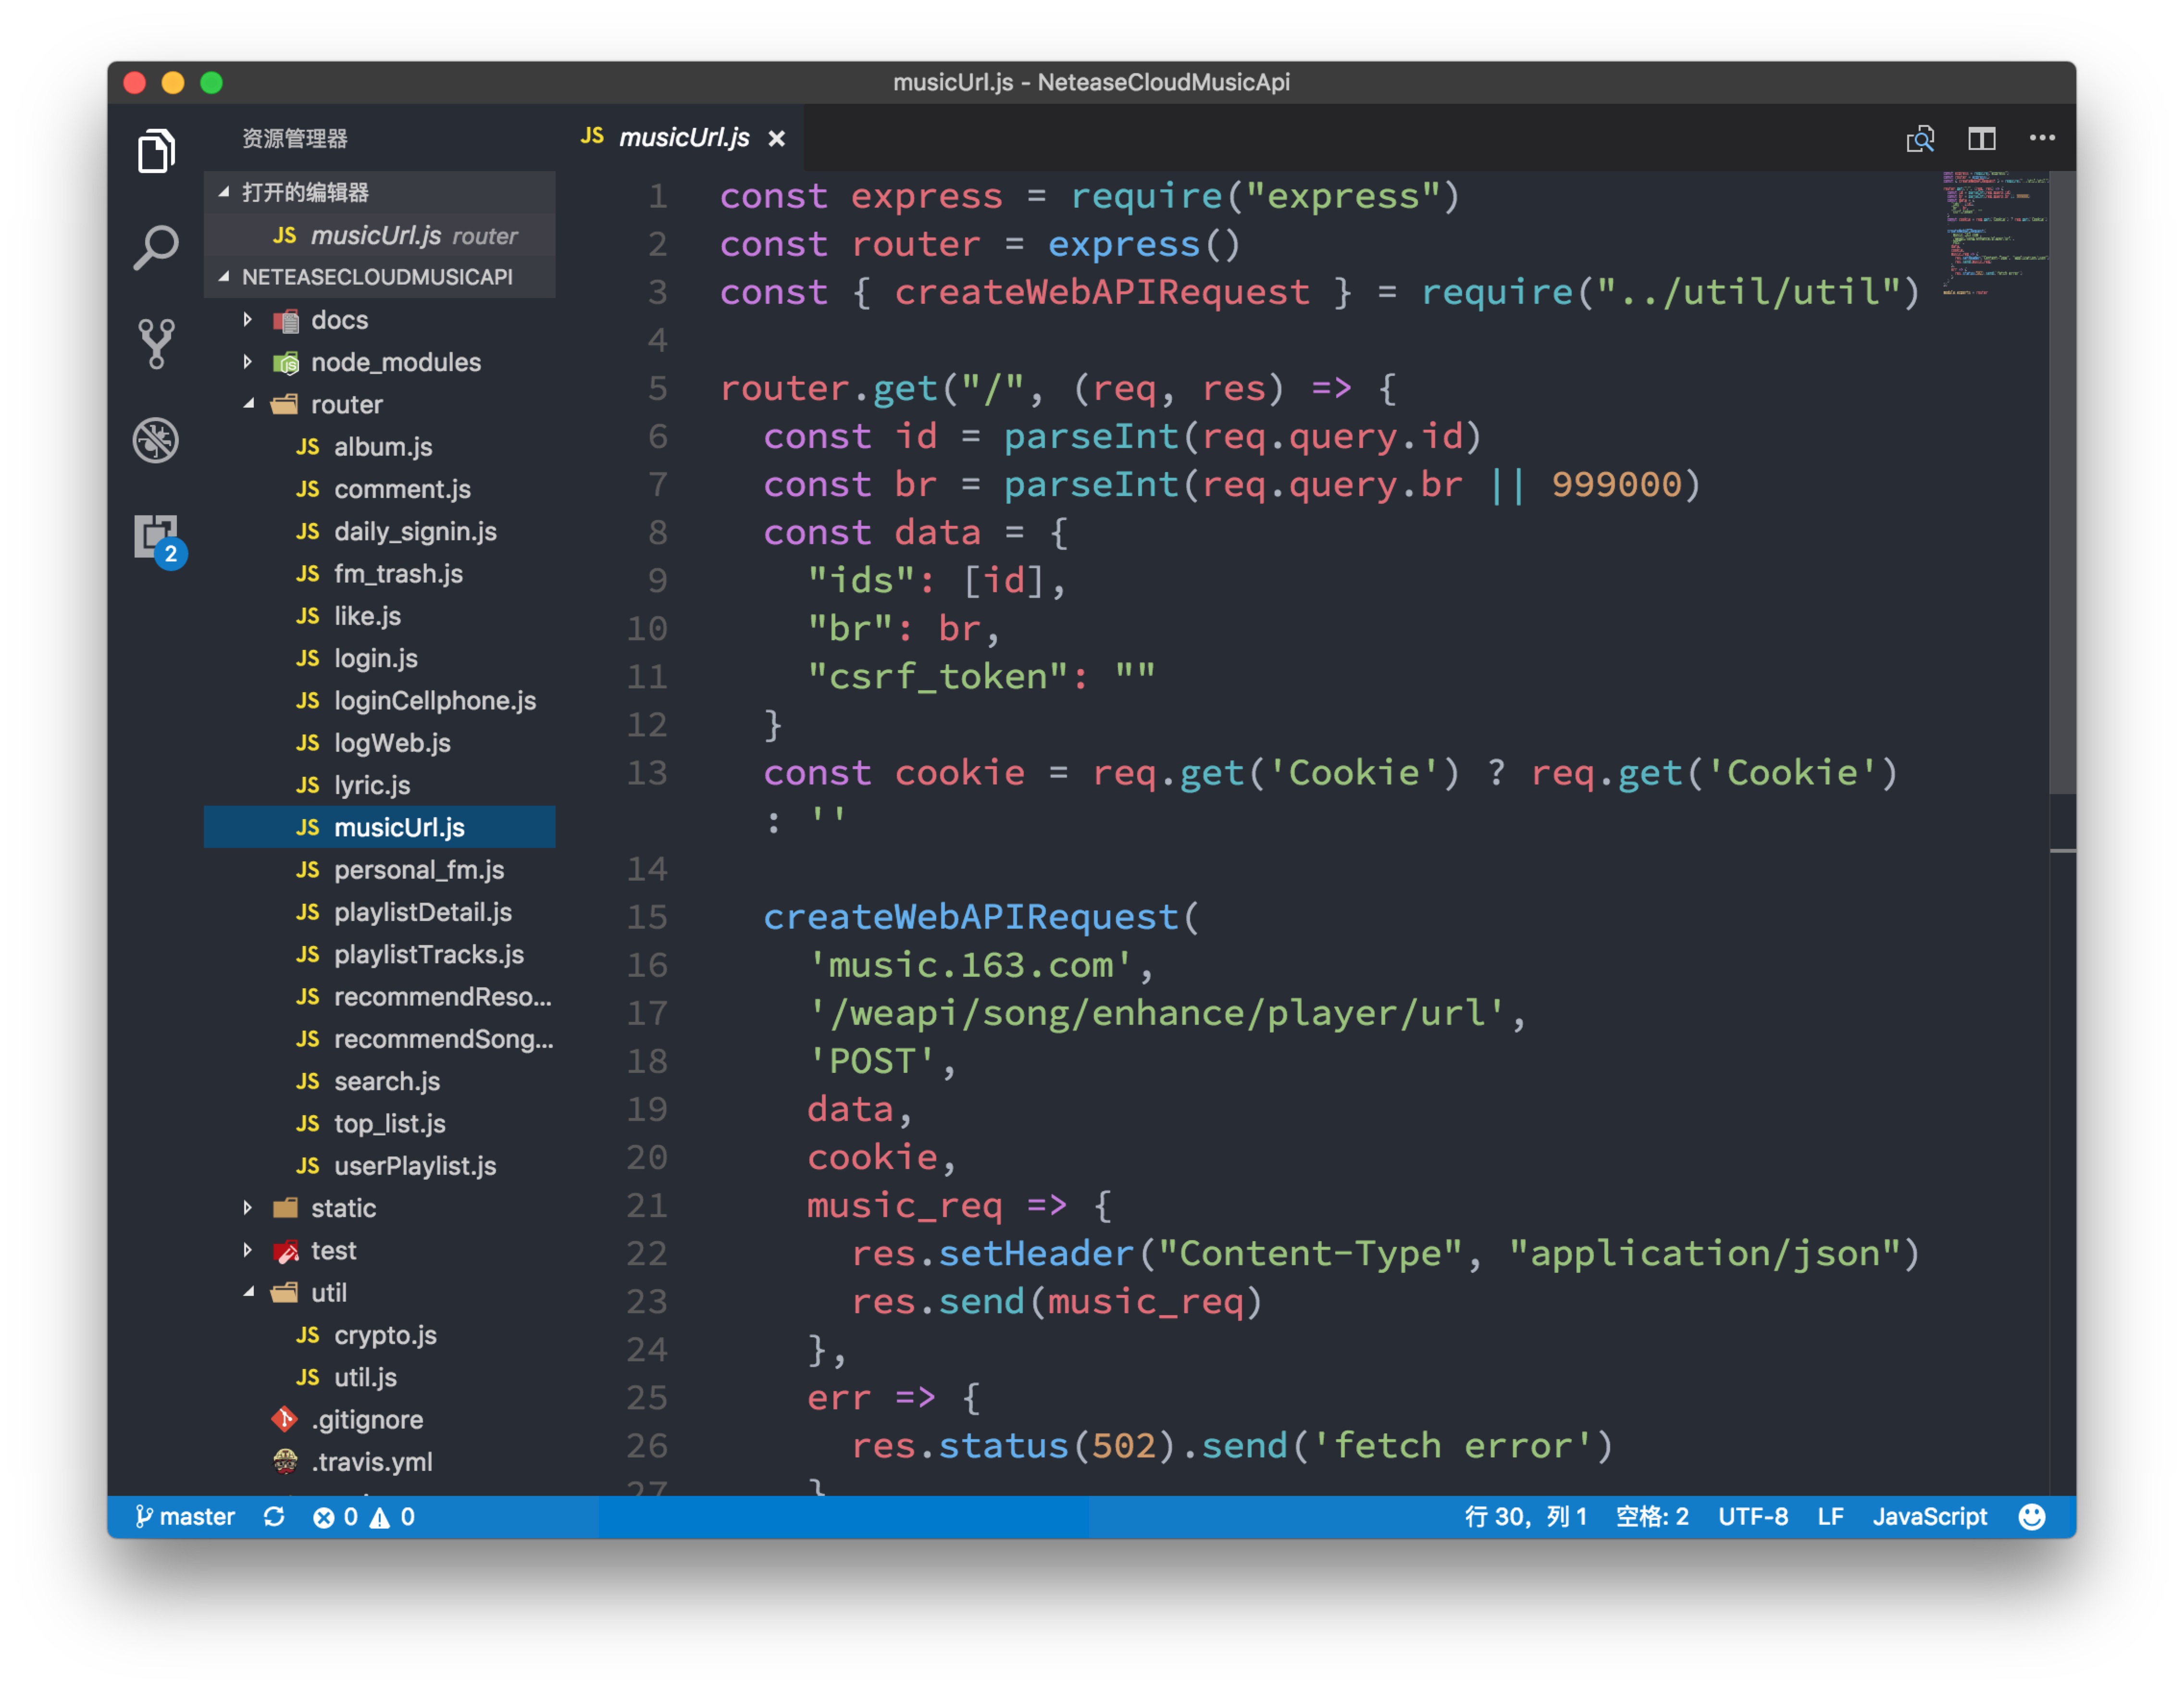 musicUrl.js - NeteaseCloudMusicApi
资源管理器
打开的编辑器
JS musicUrl.js router
NETEASECLOUDMUSICAPI
docs
node_modules
router
JS album.js
JS comment.js
JS daily_signin.js
JS fm_trash.js
JS like.js
JS login.js
JS loginCellphone.js
JS logWeb.js
JS lyric.js
JS musicUrl.js
JS personal_fm.js
JS playlistDetail.js
JS playlistTracks.js
JS recommendReso...
JS recommendSong...
JS search.js
JS top_list.js
JS userPlaylist.js
static
test
util
JS crypto.js
JS util.js
.gitignore
.travis.yml
2
JS musicUrl.js
1 const express = require("express")
2 const router = express()
3 const { createWebAPIRequest } = require("../util/util")
4
5 router.get("/", (req, res) => {
6   const id = parseInt(req.query.id)
7   const br = parseInt(req.query.br || 999000)
8   const data = {
9     "ids": [id],
10     "br": br,
11     "csrf_token": ""
12   }
13   const cookie = req.get('Cookie') ? req.get('Cookie')
  : ''
14
15   createWebAPIRequest(
16     'music.163.com',
17     '/weapi/song/enhance/player/url',
18     'POST',
19     data,
20     cookie,
21     music_req => {
22       res.setHeader("Content-Type", "application/json")
23       res.send(music_req)
24     },
25     err => {
26       res.status(502).send('fetch error')
27     }
master 0 0 行 30，列 1 空格: 2 UTF-8 LF JavaScript